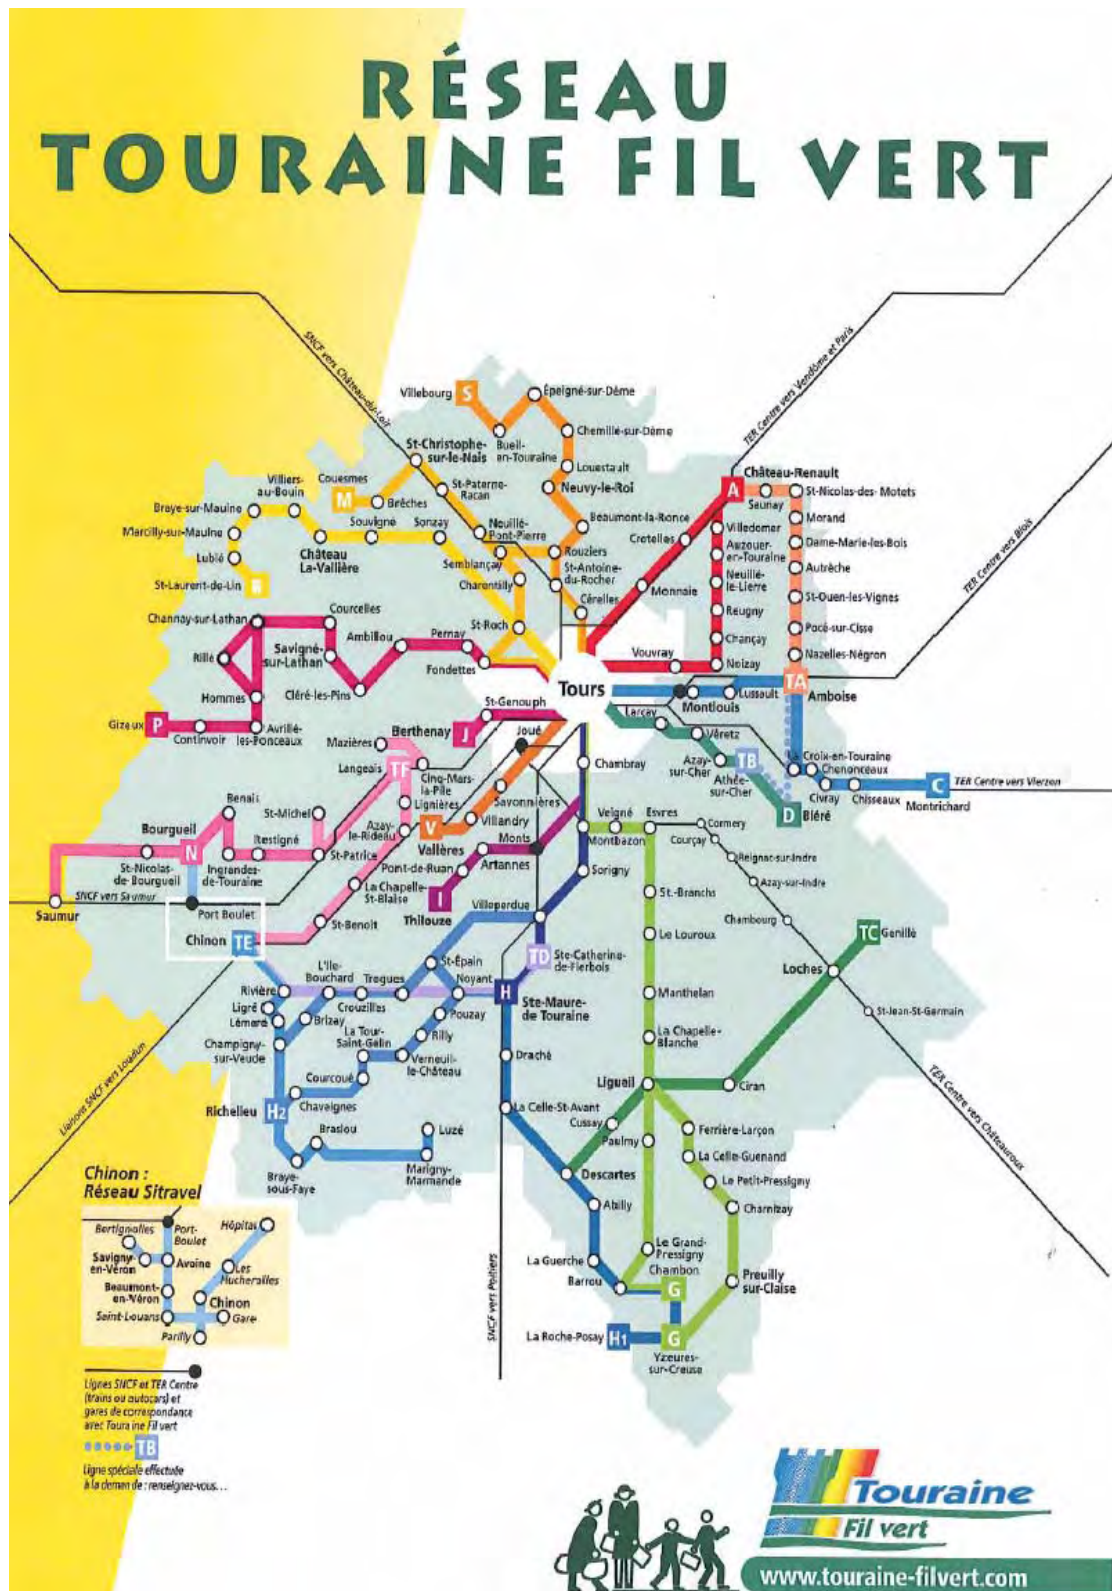 RÉSEAU
TOURAINE FIL VERT
SNCF vers Château-du-Loir
TER Centre vers Vendôme et Paris
TER Centre vers Blois
Villebourg
S
Épeigné-sur-Dême
Bueil-
en-Touraine
Chemillé-sur-Dême
Louestault
Neuvy-le-Roi
Beaumont-la-Ronce
Rouziers
St-Antoine-
du-Rocher
Cérelles
St-Christophe-
sur-le-Nais
Couesmes
M
Brêches
St-Paterne-
Racan
Neuillé-
Pont-Pierre
Semblançay
Charentilly
St-Roch
Villiers-
au-Bouin
Braye-sur-Maulne
Marcilly-sur-Maulne
Lublé
St-Laurent-de-Lin
R
Château
La-Vallière
Souvigné
Sonzay
Château-Renault
A
Saunay
St-Nicolas-des-Motets
Morand
Dame-Marie-les-Bois
Autrèche
St-Ouen-les-Vignes
Pocé-sur-Cisse
Nazelles-Négron
Crotelles
Monnaie
Villedomer
Auzouer-
en-Touraine
Neuillé-
le-Lierre
Reugny
Chançay
Noizay
Vouvray
Channay-sur-Lathan
Courcelles
Rillé
Savigné-
sur-Lathan
Ambillou
Pernay
Fondettes
Hommes
Cléré-les-Pins
Gizeux
P
Continvoir
Avrillé-
les-Ponceaux
Tours
TA
Amboise
Montlouis
Lussault
St-Genouph
Berthenay
J
Joué
Larçay
Véretz
Azay-
sur-Cher
TB
Athée-
sur-Cher
D
Bléré
La Croix-en-Touraine
Chenonceaux
Civray
Chisseaux
C
Montrichard
TER Centre vers Vierzon
Mazières
Langeais
TF
Cinq-Mars-
la-Pile
Lignières
Azay-
le-Rideau
Savonnières
Villandry
V
Vallères
Chambray
Benais
St-Michel
Bourgueil
N
Restigné
St-Nicolas-
de-Bourgueil
Ingrandes-
de-Touraine
St-Patrice
La Chapelle-
St-Blaise
Saumur
SNCF vers Saumur
Port Boulet
Chinon
TE
St-Benoit
Monts
Artannes
Pont-de-Ruan
I
Thilouze
Veigné
Montbazon
Esvres
Cormery
Courçay
Reignac-sur-Indre
Azay-sur-Indre
Chambourg
Loches
St-Jean-St-Germain
TER Centre vers Châteauroux
TC
Genillé
Sorigny
Villeperdue
TD
Ste-Catherine-
de-Fierbois
St-Branchs
Le Louroux
Manthelan
La Chapelle-
Blanche
Ligueil
Ciran
St-Épain
Noyant
H
Ste-Maure-
de Touraine
L'Ile-
Bouchard
Trogues
Rivière
Crouzilles
Ligré
Lémeré
Brizay
Champigny-
sur-Veude
Pouzay
Rilly
La Tour-
Saint-Gelin
Verneuil-
le-Château
Courcoué
Chaveignes
Richelieu
H2
Braslou
Braye-
sous-Faye
Luzé
Marigny-
Marmande
Liaisons SNCF vers Loudun
Draché
La Celle-St-Avant
Cussay
Paulmy
Descartes
Abilly
La Guerche
Barrou
Le Grand-
Pressigny
Chambon
G
Ferrière-Larçon
La Celle-Guenand
Le Petit-Pressigny
Charnizay
Preuilly
sur-Claise
La Roche-Posay
H1
G
Yzeures-
sur-Creuse
SNCF vers Poitiers
Chinon :
Réseau Sitravel
Bertignolles
Port-
Boulet
Hôpital
Savigny-
en-Véron
Avoine
Les
Hucherolles
Beaumont-
en-Véron
Chinon
Saint-Louans
Gare
Parilly
Lignes SNCF et TER Centre
(trains ou autocars) et
gares de correspondance
avec Touraine Fil vert
TB
Ligne spéciale effectuée
à la demande : renseignez-vous...
Touraine
Fil vert
www.touraine-filvert.com